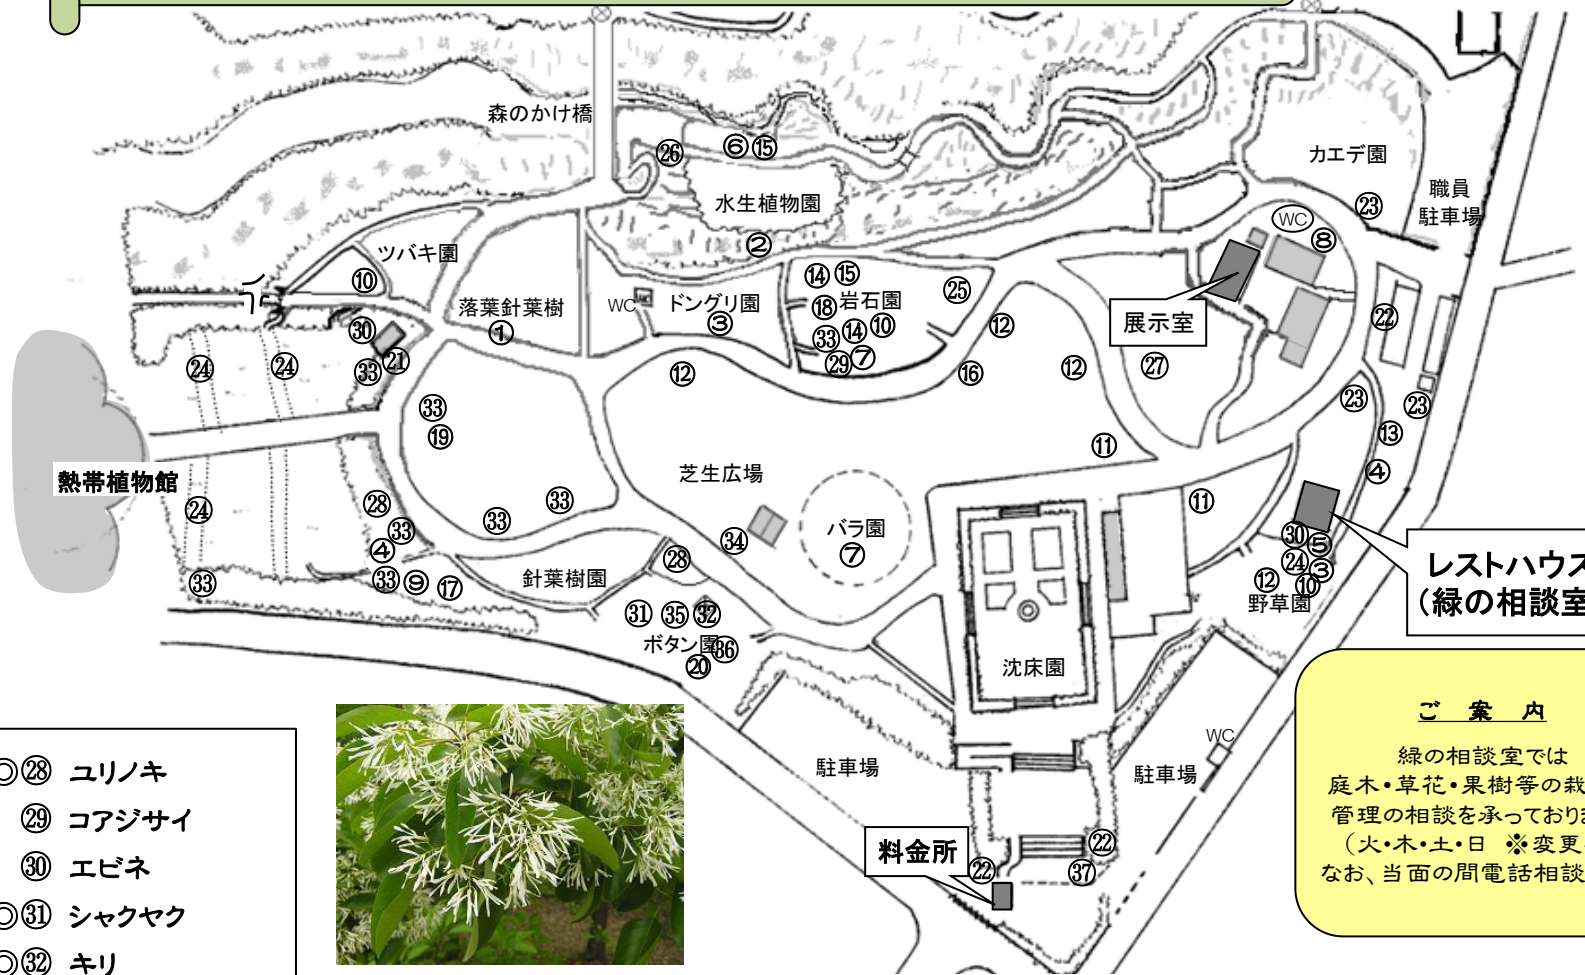 森のかけ橋
㉖
⑥⑮
カエデ園
水生植物園
職員
駐車場
㉓
WC
⑧
②
ツバキ園
⑩
⑭ ⑮
⑱ 岩石園
㉕
落葉針葉樹
①
WC
ドングリ園
③
㉝ ⑭ ⑩
㉙ ⑦
⑫
展示室
㉒
㉚
㉑
㉝
㉔
㉔
⑫
⑯
⑫
㉗
㉓
㉓
㉝
⑲
⑬
⑪
④
熱帯植物館
芝生広場
㉔
㉘
㉝
㉝
㉝
④
バラ園
⑦
㉞
⑪
㉚ ⑤
㉔ ③
⑫ ⑩
野草園
レストハウス
(緑の相談室
㉝
㉝ ⑨ ⑰
針葉樹園
㉘
㉛ ㉟ ㉜
ボタン園㊱
⑳
沈床園
駐車場
駐車場
WC
料金所
㉒
㉒
㊲
◎㉘ ユリノキ
㉙ コアジサイ
㉚ エビネ
◎㉛ シャクヤク
◎㉜ キリ
ご 案 内
緑の相談室では
庭木・草花・果樹等の栽
管理の相談を承っており
(火・木・土・日 ※変更
なお、当面の間電話相談